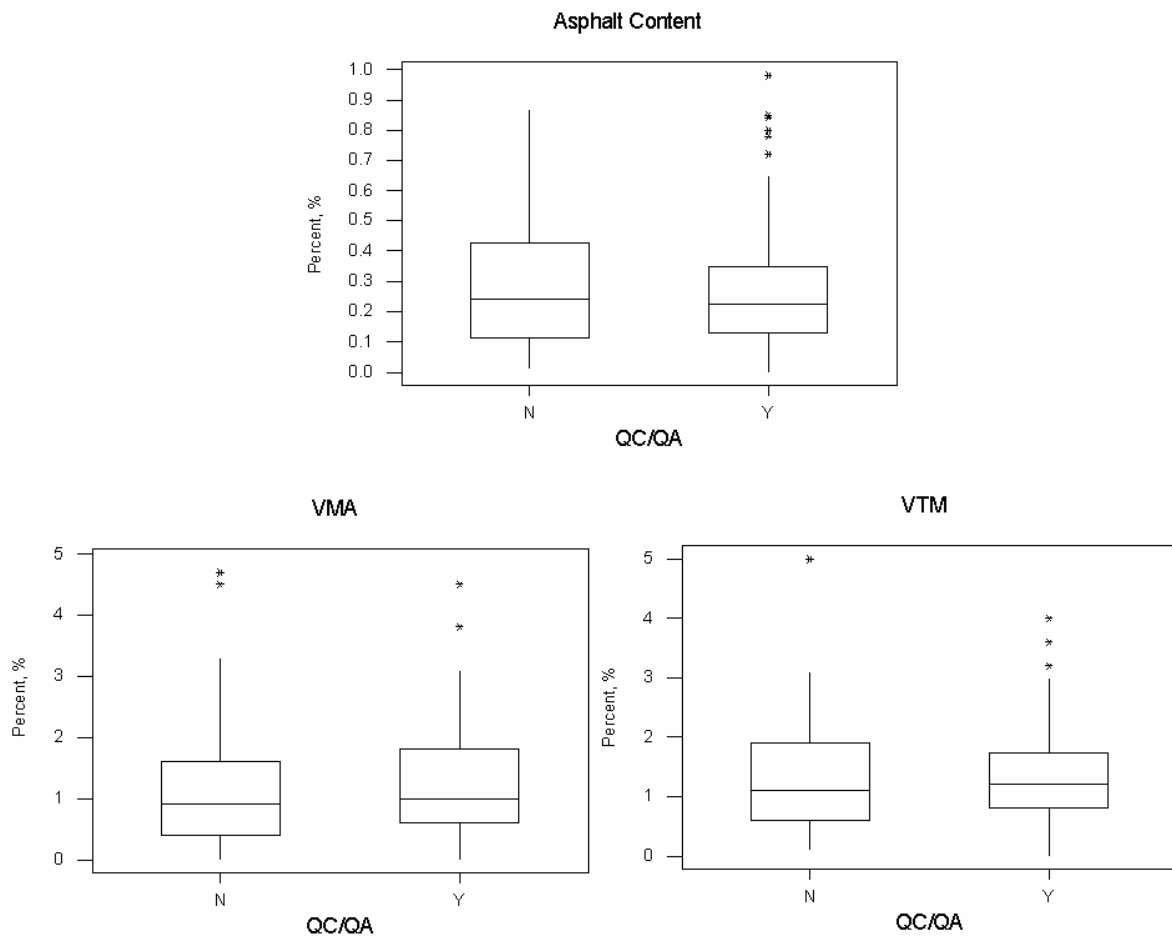 Asphalt Content
Percent, %
1.0
0.9
0.8
0.7
0.6
0.5
0.4
0.3
0.2
0.1
0.0
N
Y
QC/QA
VMA
Percent, %
5
4
3
2
1
0
N
Y
QC/QA
VTM
Percent, %
5
4
3
2
1
0
N
Y
QC/QA